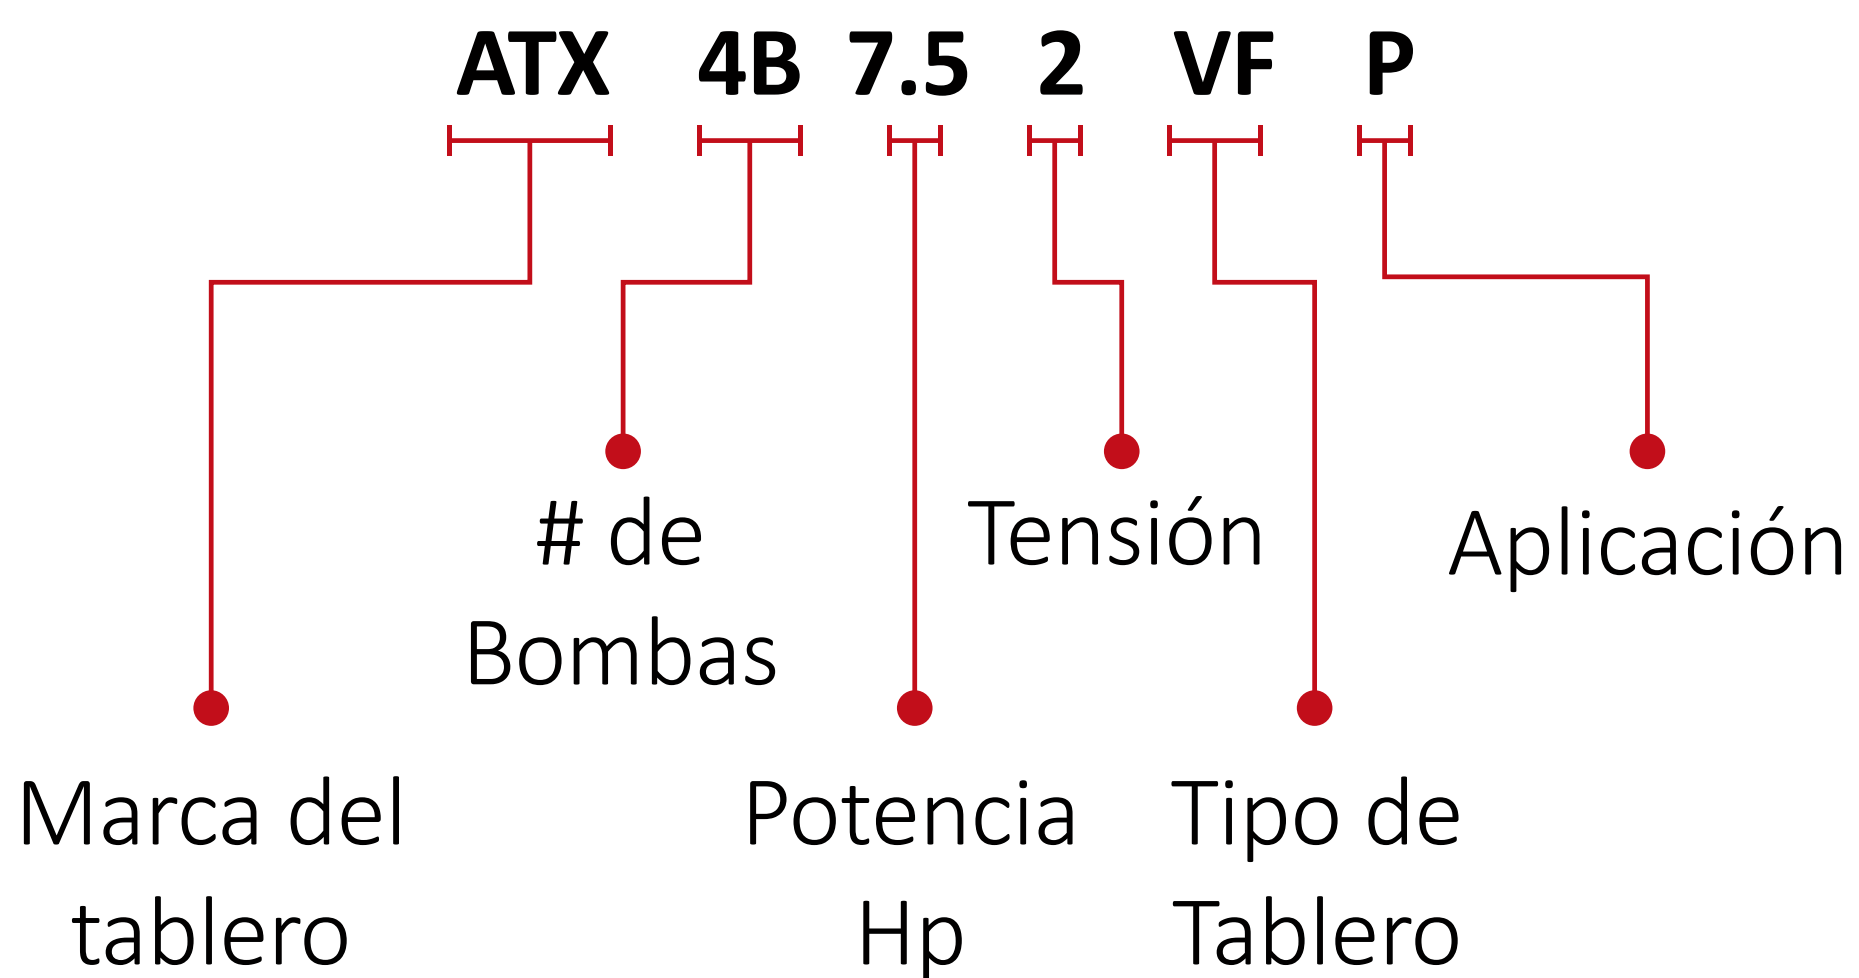 ATX 4B 7.5 2 VF P
# de
Bombas
Tensión
Aplicación
Marca del
tablero
Potencia
Hp
Tipo de
Tablero